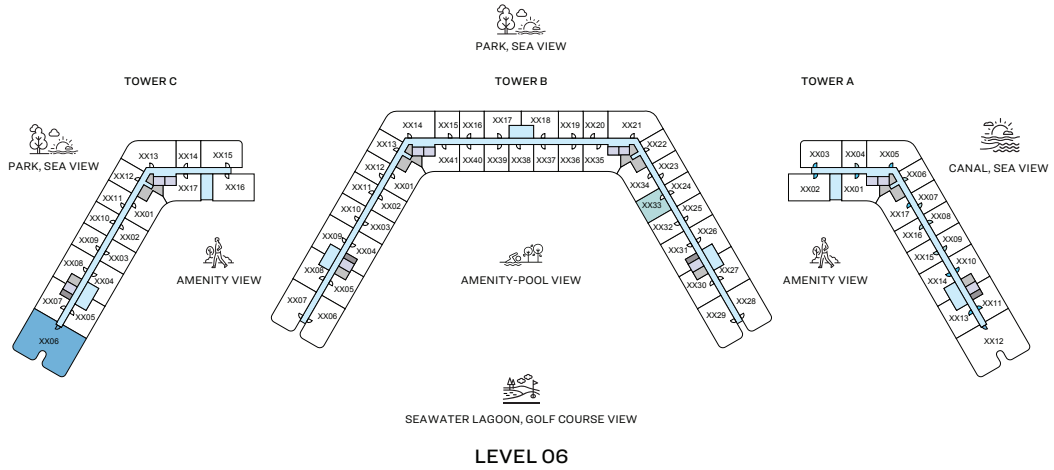 PARK, SEA VIEW
TOWER C
TOWER B
TOWER A
PARK, SEA VIEW
CANAL, SEA VIEW
XX13
XX14
XX15
XX12
XX17
XX16
XX11
XX01
XX10
XX02
XX09
XX03
XX08
XX04
XX07
XX05
XX06
XX14
XX15
XX16
XX17
XX18
XX19
XX20
XX21
XX13
XX41
XX40
XX39
XX38
XX37
XX36
XX35
XX22
XX12
XX01
XX34
XX23
XX11
XX02
XX33
XX24
XX10
XX03
XX32
XX25
XX09
XX04
XX31
XX26
XX08
XX05
XX30
XX27
XX07
XX06
XX29
XX28
XX03
XX04
XX05
XX02
XX01
XX06
XX17
XX07
XX16
XX08
XX15
XX09
XX14
XX10
XX13
XX11
XX12
AMENITY VIEW
AMENITY-POOL VIEW
AMENITY VIEW
SEAWATER LAGOON, GOLF COURSE VIEW
LEVEL 06